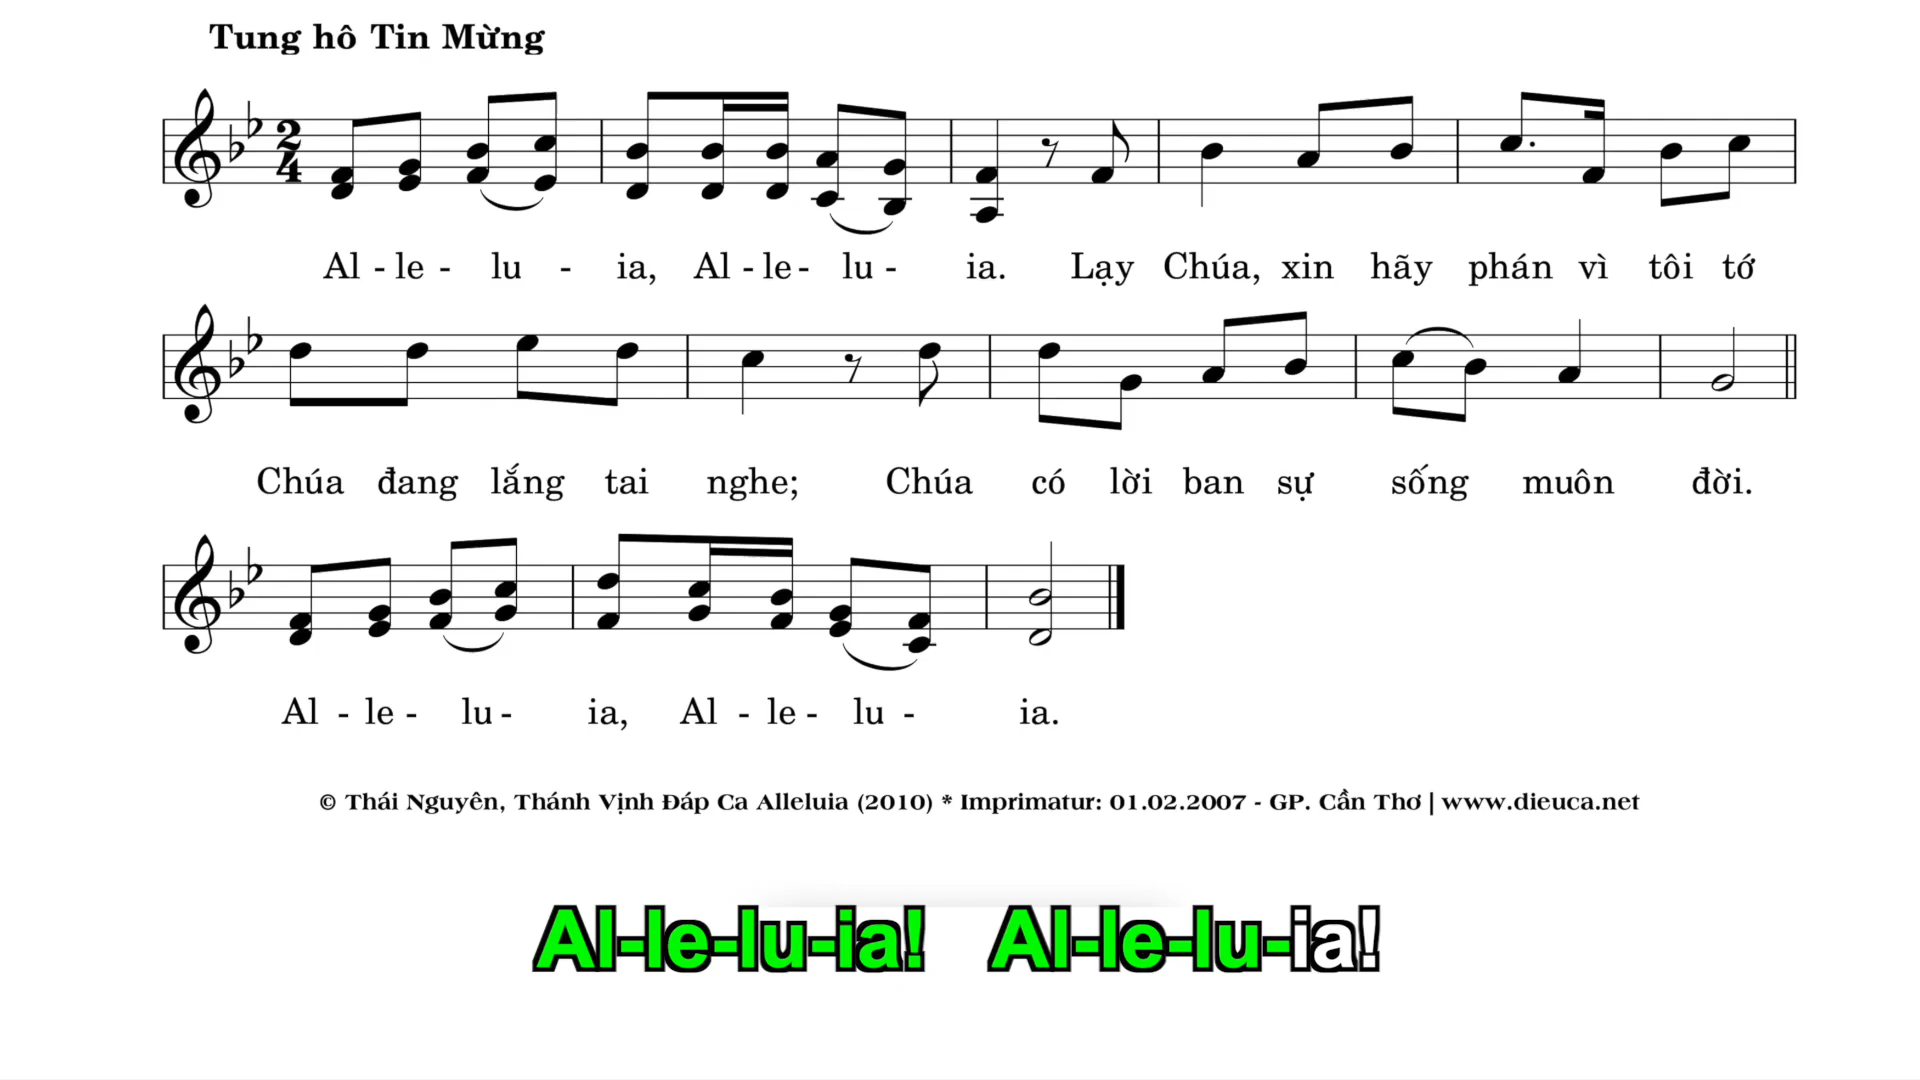 Tung hô Tin Mừng
2
4
Al - le - lu - ia, Al - le - lu - ia. Lạy Chúa, xin hãy phán vì tôi tớ
Chúa đang lắng tai nghe; Chúa có lời ban sự sống muôn đời.
Al - le - lu - ia, Al - le - lu - ia.
© Thái Nguyên, Thánh Vịnh Đáp Ca Alleluia (2010) * Imprimatur: 01.02.2007 - GP. Cần Thơ | www.dieuca.net
Al-le-lu-ia! Al-le-lu-ia!